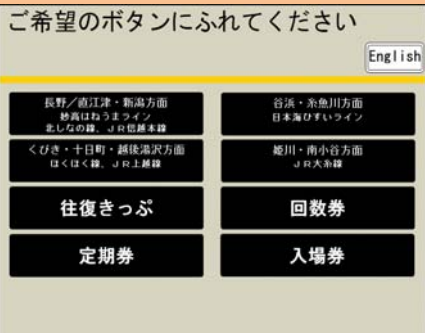 ご希望のボタンにふれてください
English
長野／直江津・新潟方面
妙高はねうまライン
北しなの線、ＪＲ信越本線
谷浜・糸魚川方面
日本海ひすいライン
くびき・十日町・越後湯沢方面
ほくほく線、ＪＲ上越線
姫川・南小谷方面
ＪＲ大糸線
往復きっぷ
回数券
定期券
入場券